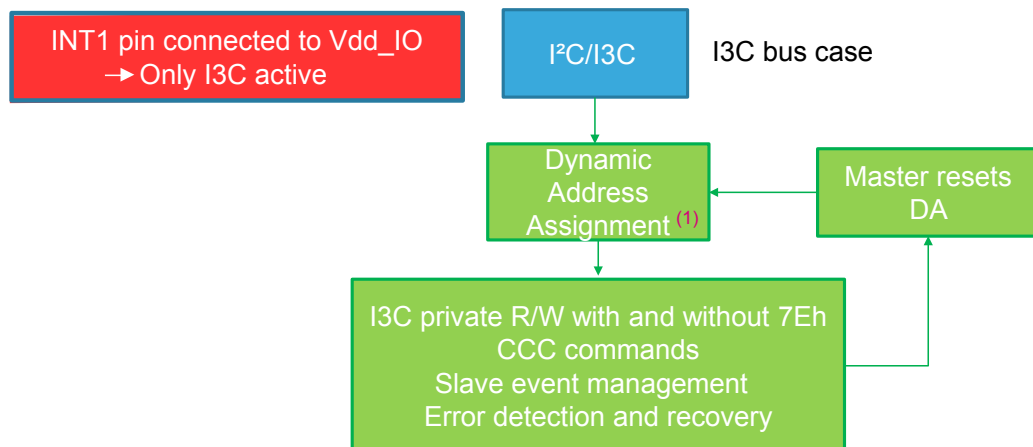 INT1 pin connected to Vdd_IO
→ Only I3C active
I²C/I3C
I3C bus case
Dynamic
Address
Assignment (1)
Master resets
DA
I3C private R/W with and without 7Eh
CCC commands
Slave event management
Error detection and recovery